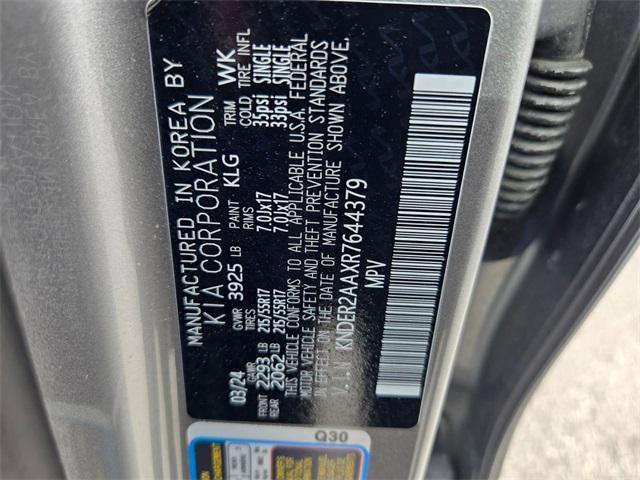 MANUFACTURED IN KOREA BY
KIA CORPORATION
GVWR 3925 LB PAINT KLG TRIM WK
03/24 GAWR TIRES RIMS COLD TIRE INFL
FRONT 2293 LB 215/55R17 7.0Jx17 35psi SINGLE
REAR 2062 LB 215/55R17 7.0Jx17 33psi SINGLE
THIS VEHICLE CONFORMS TO ALL APPLICABLE U.S.A. FEDERAL
MOTOR VEHICLE SAFETY AND THEFT PREVENTION STANDARDS
IN EFFECT ON THE DATE OF MANUFACTURE SHOWN ABOVE.
V.I.N KNDER2AAXR7644379
MPV
Q30